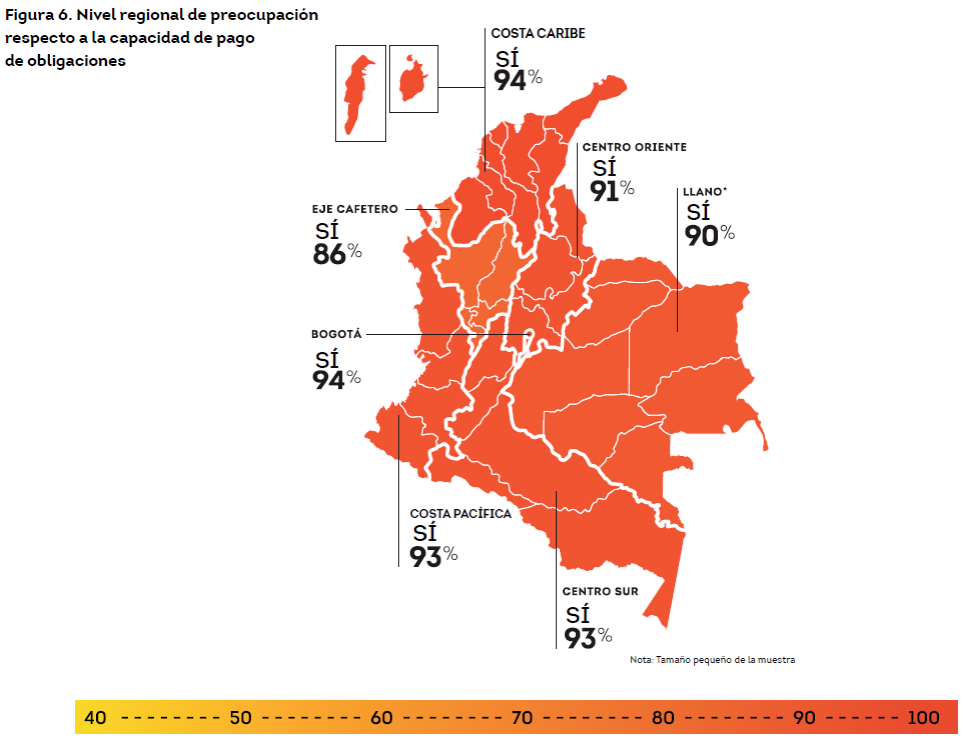 Figura 6. Nivel regional de preocupación
respecto a la capacidad de pago
de obligaciones
COSTA CARIBE
SÍ
94%
CENTRO ORIENTE
SÍ
91%
LLANO*
SÍ
90%
EJE CAFETERO
SÍ
86%
BOGOTÁ
SÍ
94%
COSTA PACÍFICA
SÍ
93%
CENTRO SUR
SÍ
93%
Nota: Tamaño pequeño de la muestra
40 - - - - - - - - 50 - - - - - - - - 60 - - - - - - - - 70 - - - - - - - - 80 - - - - - - - - 90 - - - - - - - - 100